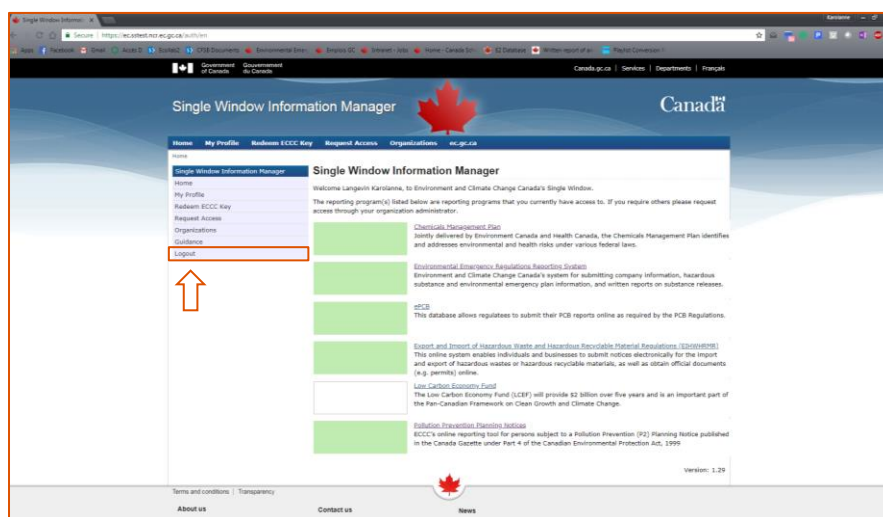 Single Window Informati
Karolanne
Secure | https://ec.sstest.ncr.ec.gc.ca/auth/en
Apps Facebook Gmail CTSB Documents Intranet - Jobs Playlist Conversion
Government of Canada Gouvernement du Canada
Canada.gc.ca | Services | Departments | Français
Single Window Information Manager
Canada
Home My Profile Redeem ECCC Key Request Access Organizations ec.gc.ca
Home
Single Window Information Manager
Home
My Profile
Redeem ECCC Key
Request Access
Organizations
Guidance
Logout
Single Window Information Manager
Welcome Langevin Karolanne, to Environment and Climate Change Canada's Single Window.
The reporting program(s) listed below are reporting programs that you currently have access to. If you require others please request
access through your organization administrator.
Chemicals Management Plan
Jointly delivered by Environment Canada and Health Canada, the Chemicals Management Plan identifies
and addresses environmental and health risks under various federal laws.
Environmental Emergency Regulations Reporting System
Environment and Climate Change Canada's system for submitting company information, hazardous
substance and environmental emergency plan information, and written reports on substance releases.
ePCB
This database allows regulatees to submit their PCB reports online as required by the PCB Regulations.
Export and Import of Hazardous Waste and Hazardous Recyclable Material Regulations (EIHWHRMR)
This online system enables individuals and businesses to submit notices electronically for the import
and export of hazardous wastes or hazardous recyclable materials, as well as obtain official documents
(e.g. permits) online.
Low Carbon Economy Fund
The Low Carbon Economy Fund (LCEF) will provide $2 billion over five years and is an important part of
the Pan-Canadian Framework on Clean Growth and Climate Change.
Pollution Prevention Planning Notices
ECCC's online reporting tool for persons subject to a Pollution Prevention (P2) Planning Notice published
in the Canada Gazette under Part 4 of the Canadian Environmental Protection Act, 1999
Version: 1.29
Terms and conditions | Transparency
About us
Contact us
News